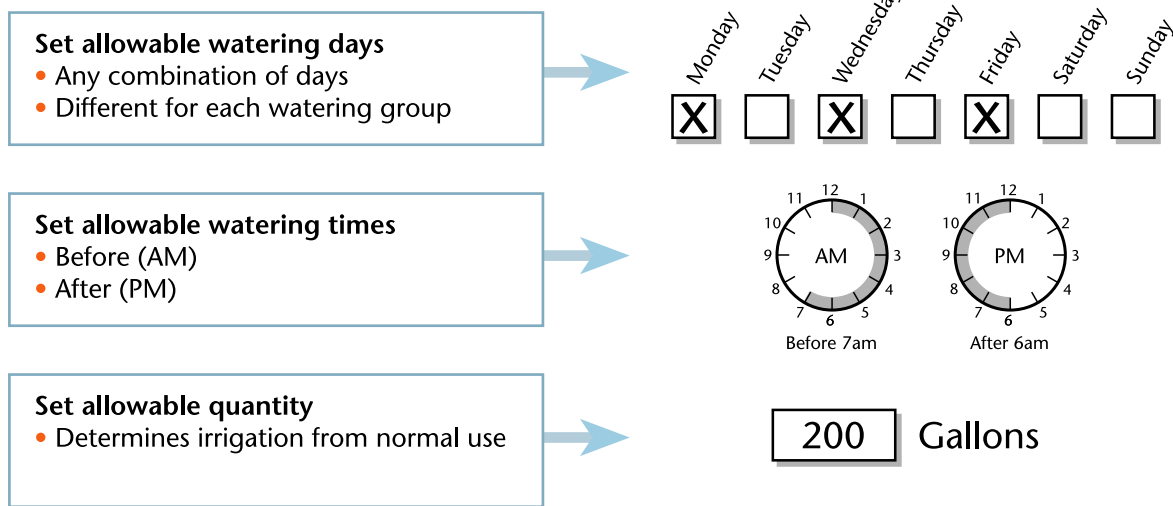 Set allowable watering days
• Any combination of days
• Different for each watering group
Monday
Tuesday
Wednesday
Thursday
Friday
Saturday
Sunday
X X X
Set allowable watering times
• Before (AM)
• After (PM)
12
1
2
3
4
5
6
7
8
9
10
11
AM
Before 7am
12
1
2
3
4
5
6
7
8
9
10
11
PM
After 6am
Set allowable quantity
• Determines irrigation from normal use
200 Gallons